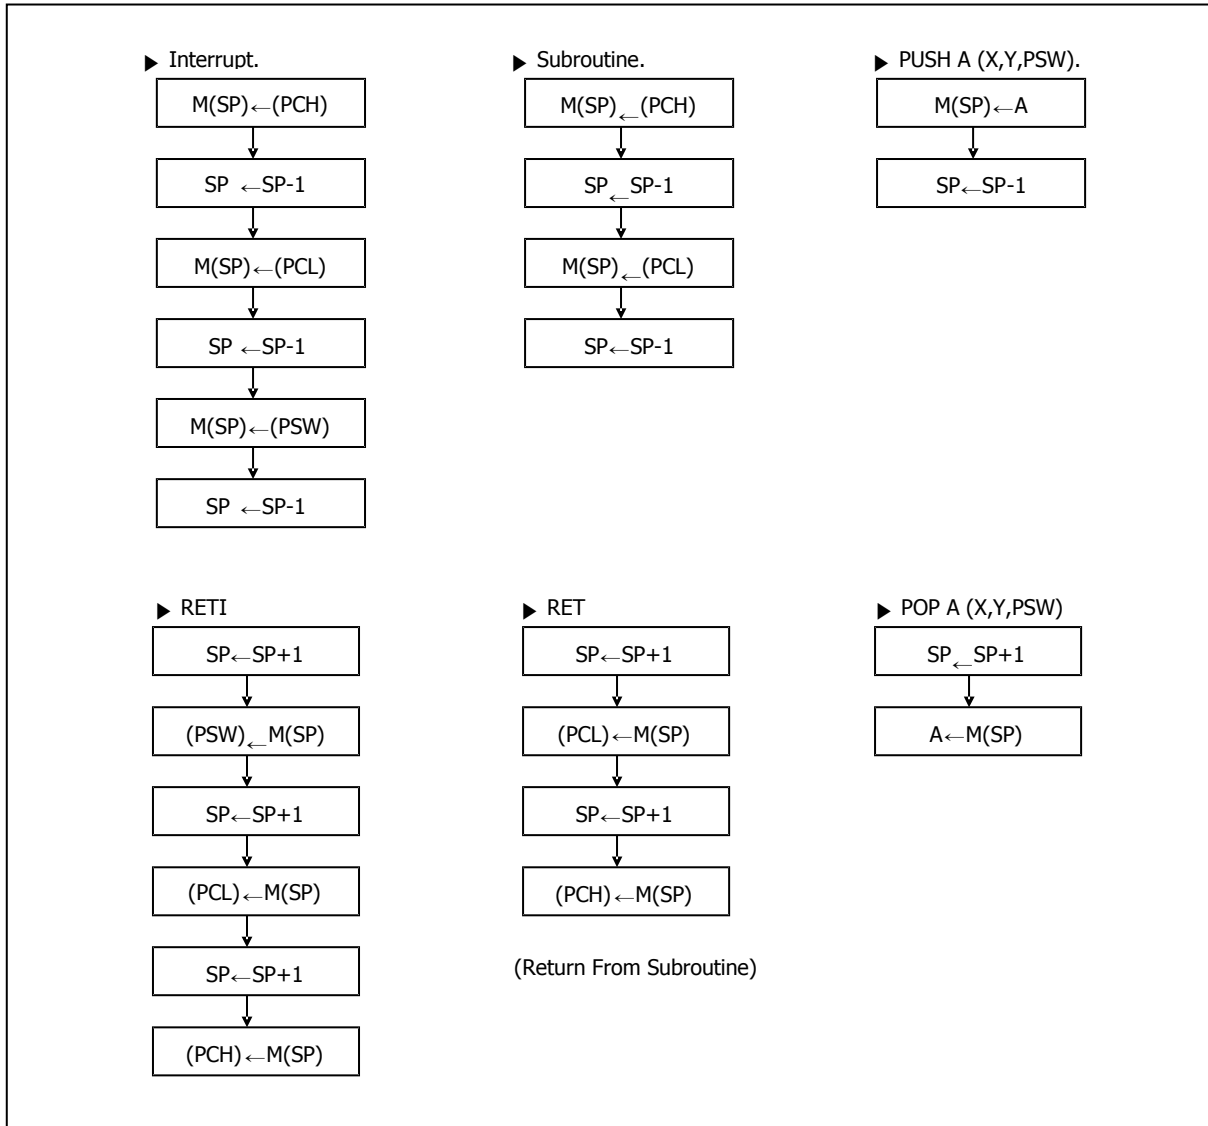 ▶ Interrupt.
M(SP)←(PCH)
SP ←SP-1
M(SP)←(PCL)
SP ←SP-1
M(SP)←(PSW)
SP ←SP-1
▶ Subroutine.
M(SP)←(PCH)
SP←SP-1
M(SP)←(PCL)
SP←SP-1
▶ PUSH A (X,Y,PSW).
M(SP)←A
SP←SP-1
▶ RETI
SP←SP+1
(PSW)←M(SP)
SP←SP+1
(PCL)←M(SP)
SP←SP+1
(PCH)←M(SP)
▶ RET
SP←SP+1
(PCL)←M(SP)
SP←SP+1
(PCH)←M(SP)
(Return From Subroutine)
▶ POP A (X,Y,PSW)
SP←SP+1
A←M(SP)